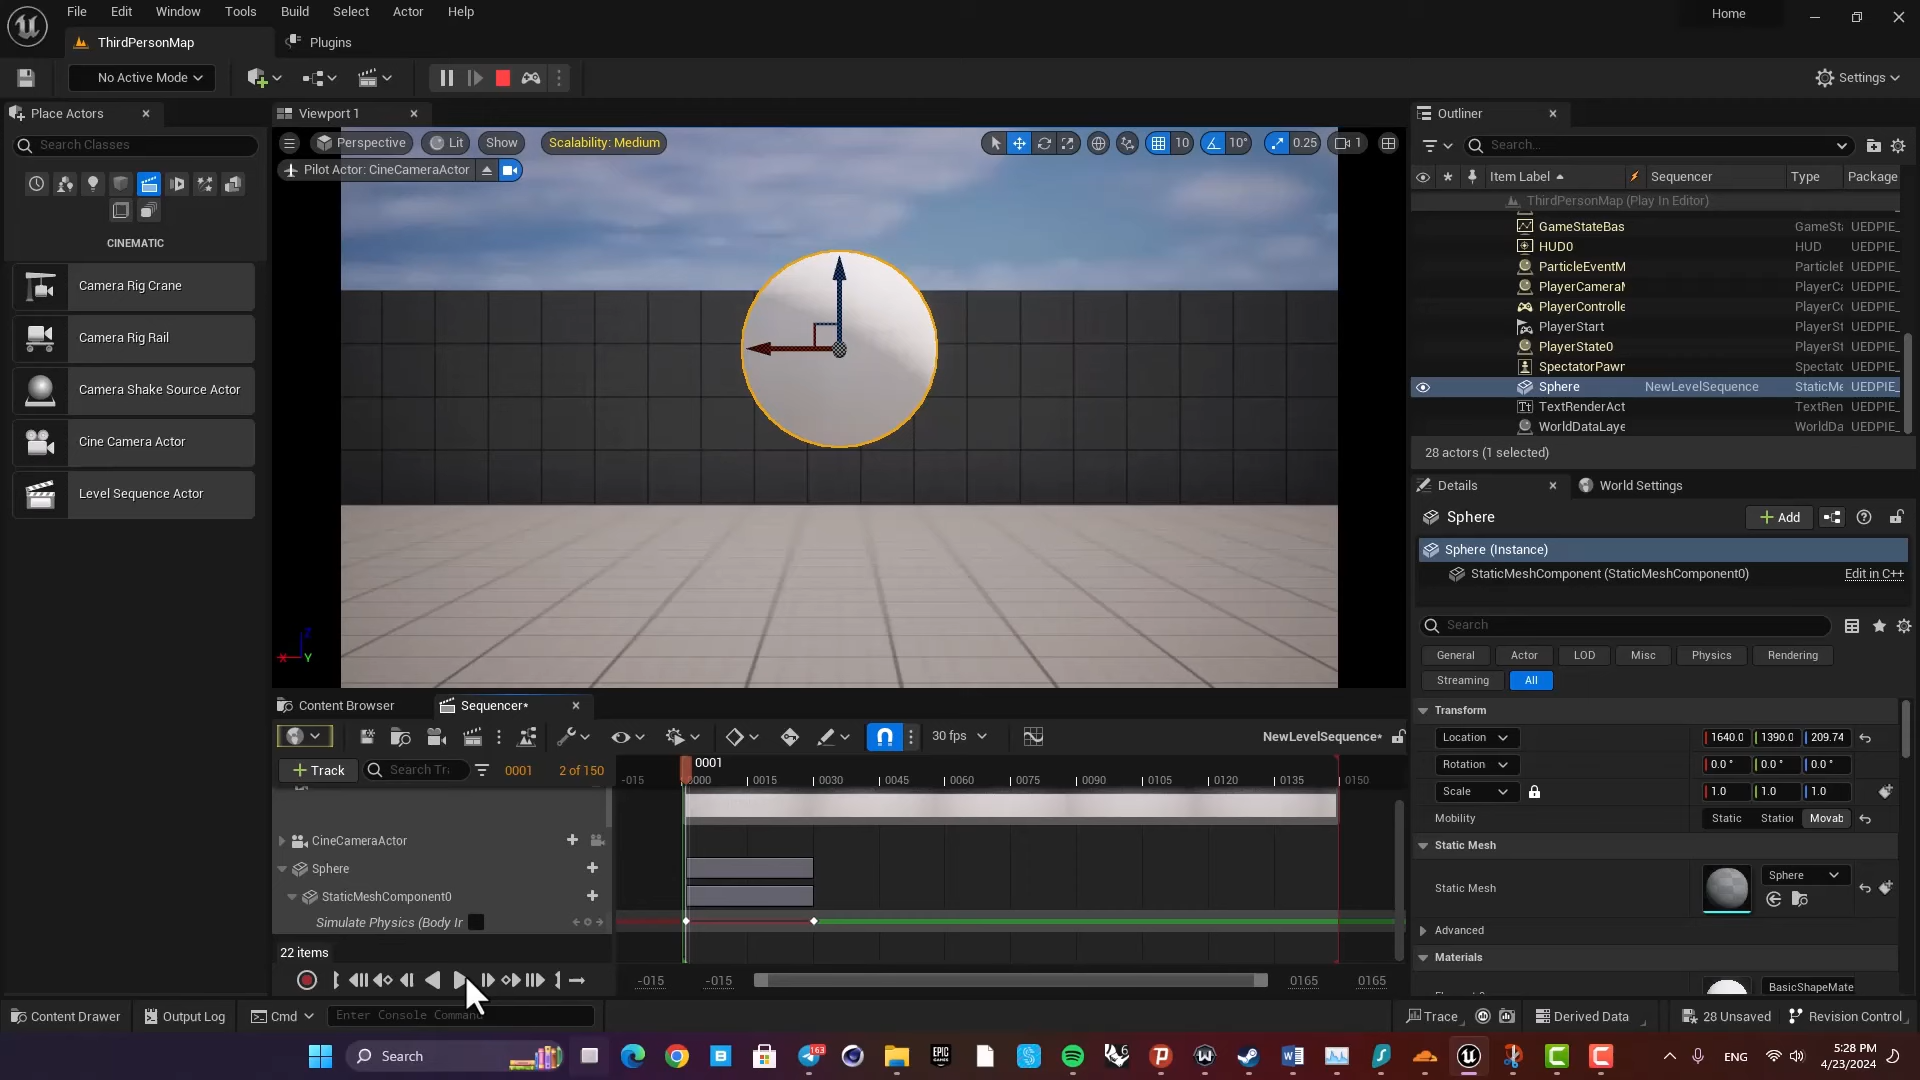 File Edit Window Tools Build Select Actor Help
Home
ThirdPersonMap
Plugins
No Active Mode
Settings
Place Actors
Search Classes
CINEMATIC
Camera Rig Crane
Camera Rig Rail
Camera Shake Source Actor
Cine Camera Actor
Level Sequence Actor
Viewport 1
Perspective Lit Show Scalability: Medium
10 10° 0.25 1
Pilot Actor: CineCameraActor
Z
X Y
Outliner
Search...
Item Label Sequencer Type Package
ThirdPersonMap (Play In Editor)
GameStateBas GameSta UEDPIE_
HUD0 HUD UEDPIE_
ParticleEventM ParticleE UEDPIE_
PlayerCameraM PlayerCa UEDPIE_
PlayerControlle PlayerCo UEDPIE_
PlayerStart PlayerSt UEDPIE_
PlayerState0 PlayerSt UEDPIE_
SpectatorPawn Spectato UEDPIE_
Sphere NewLevelSequence StaticMe UEDPIE_
TextRenderAct TextRen UEDPIE_
WorldDataLaye WorldDa UEDPIE_
28 actors (1 selected)
Details
World Settings
Sphere
Add
Sphere (Instance)
StaticMeshComponent (StaticMeshComponent0) Edit in C++
Search
General Actor LOD Misc Physics Rendering
Streaming All
Transform
Location 1640.0 1390.0 209.74
Rotation 0.0° 0.0° 0.0°
Scale 1.0 1.0 1.0
Mobility Static Station Movab
Static Mesh
Static Mesh Sphere
Advanced
Materials
BasicShapeMate
Content Browser
Sequencer*
30 fps NewLevelSequence*
Track Search Tr 0001 2 of 150
0001
-015 0000 0015 0030 0045 0060 0075 0090 0105 0120 0135 0150
CineCameraActor
Sphere
StaticMeshComponent0
Simulate Physics (Body Ir
22 items
-015 -015 0165 0165
Content Drawer Output Log Cmd Enter Console Command
Trace Derived Data 28 Unsaved Revision Control
Search
163
ENG
5:28 PM
4/23/2024